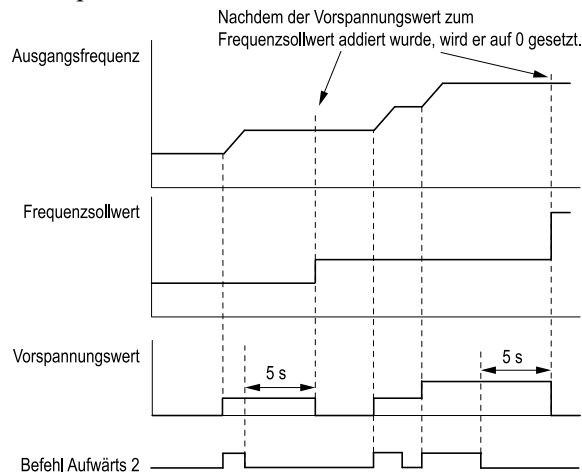 Nachdem der Vorspannungswert zum
Frequenzsollwert addiert wurde, wird er auf 0 gesetzt.
Ausgangsfrequenz
Frequenzsollwert
Vorspannungswert
5 s
5 s
Befehl Aufwärts 2